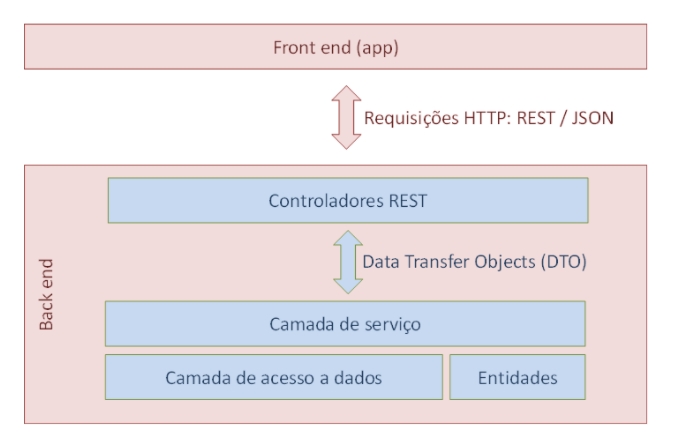 Front end (app)
Requisições HTTP: REST / JSON
Controladores REST
Data Transfer Objects (DTO)
Back end
Camada de serviço
Camada de acesso a dados
Entidades